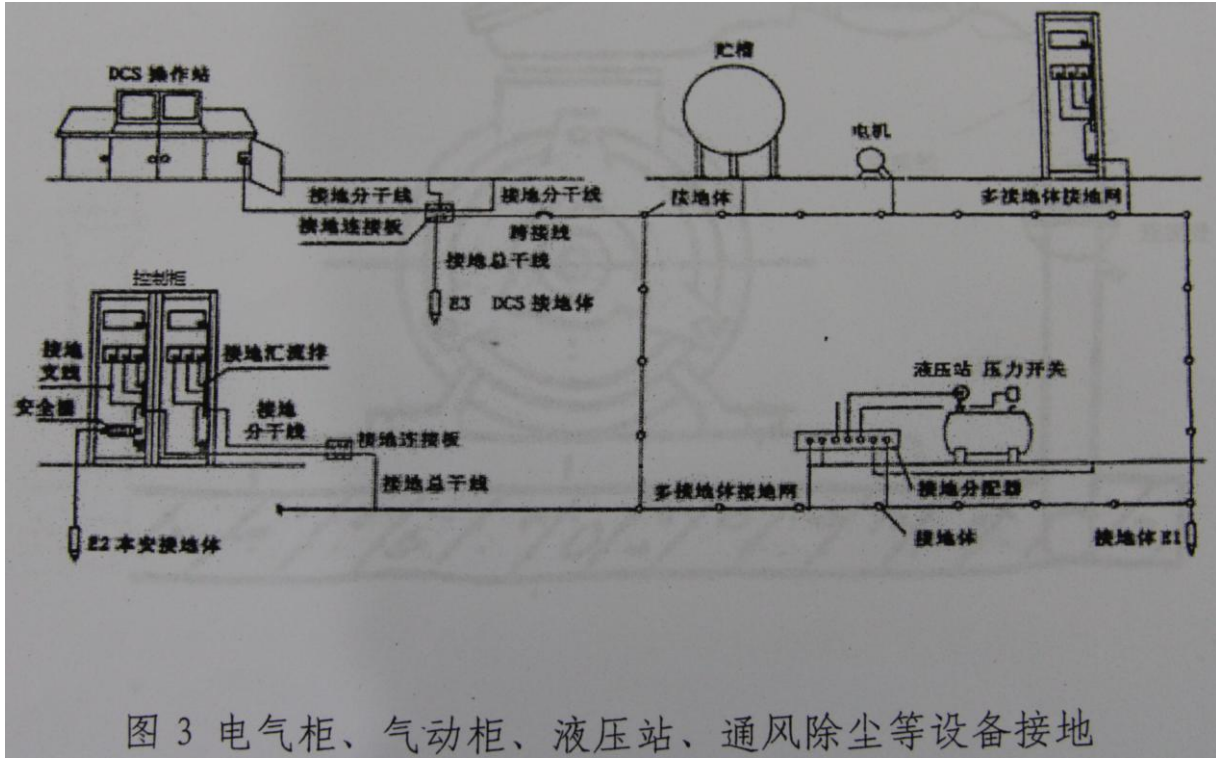 DCS 操作站
贮槽
电机
接地分干线
接地分干线
接地体
多接地体接地网
接地连接板
跨接线
接地总干线
E3 DCS 接地体
控制柜
接地
支线
接地汇流排
安全栅
接地
分干线
接地连接板
接地总干线
液压站 压力开关
多接地体接地网
接地分配器
E2本安接地体
接地体
接地体 E1
图 3 电气柜、气动柜、液压站、通风除尘等设备接地